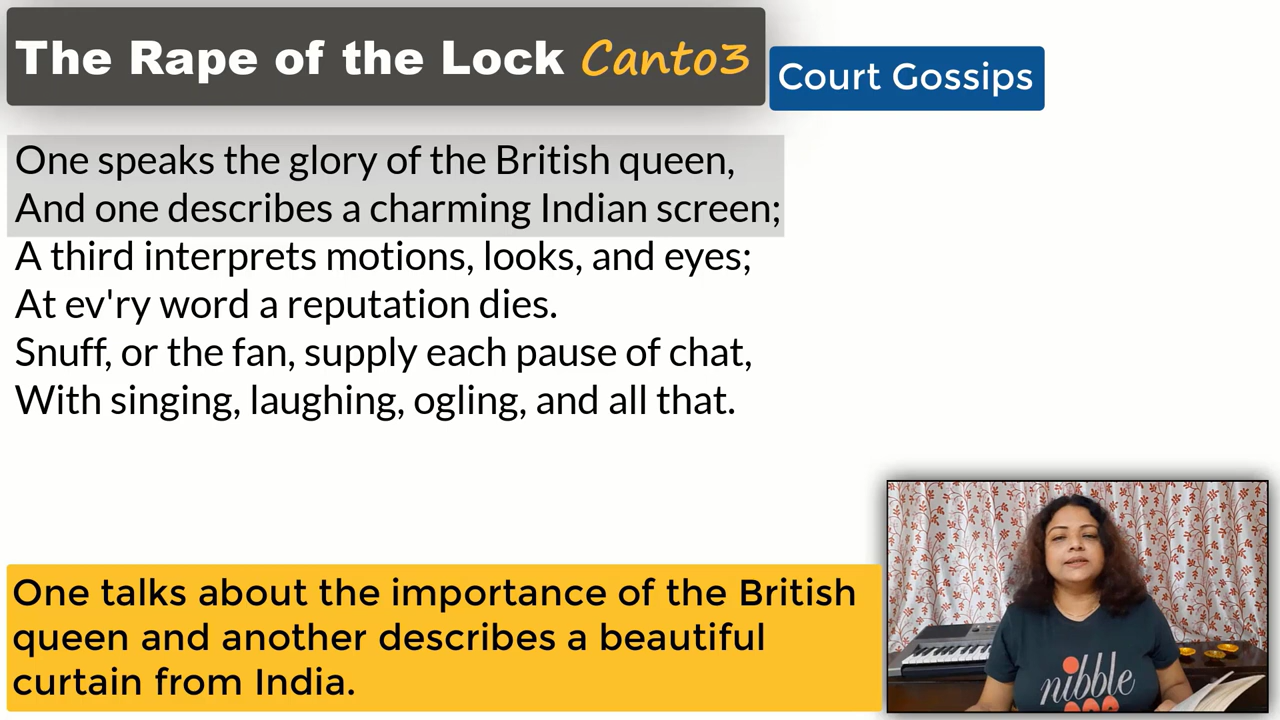 The Rape of the Lock Canto3
Court Gossips
One speaks the glory of the British queen,
And one describes a charming Indian screen;
A third interprets motions, looks, and eyes;
At ev'ry word a reputation dies.
Snuff, or the fan, supply each pause of chat,
With singing, laughing, ogling, and all that.
One talks about the importance of the British
queen and another describes a beautiful
curtain from India.
nibble